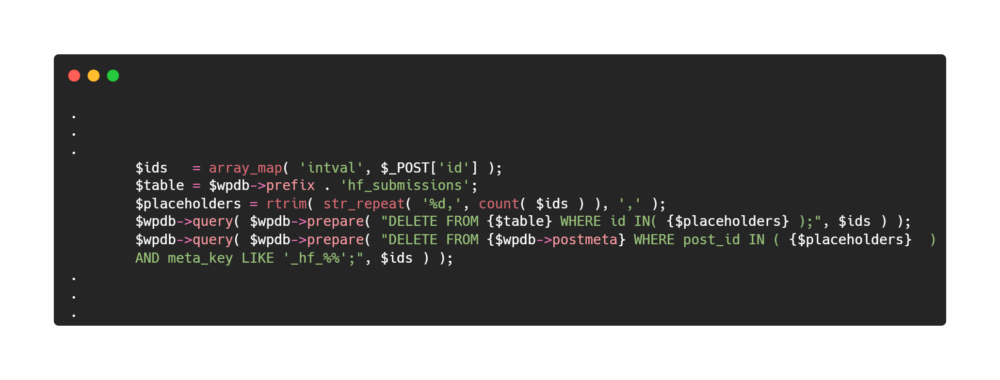 .
.
.
$ids   = array_map( 'intval', $_POST['id'] );
$table = $wpdb->prefix . 'hf_submissions';
$placeholders = rtrim( str_repeat( '%d,', count( $ids ) ), ',' );
$wpdb->query( $wpdb->prepare( "DELETE FROM {$table} WHERE id IN( {$placeholders} );", $ids ) );
$wpdb->query( $wpdb->prepare( "DELETE FROM {$wpdb->postmeta} WHERE post_id IN ( {$placeholders}  )
AND meta_key LIKE '_hf_%%';", $ids ) );
.
.
.